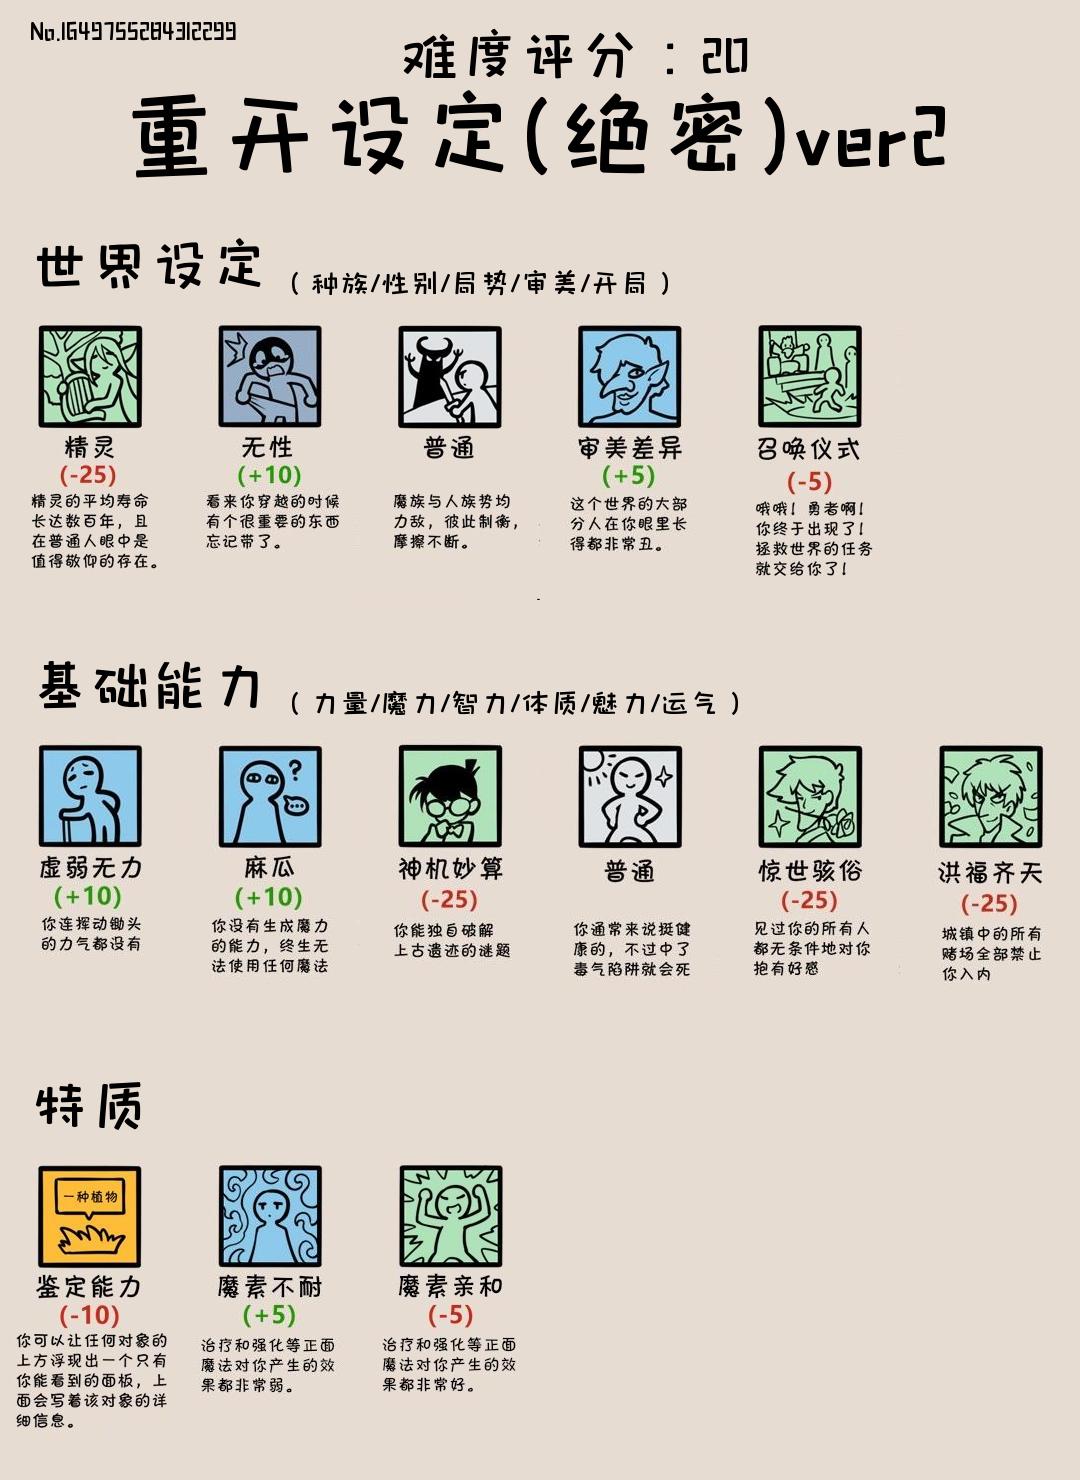 No.1649755284312299
难度评分：20
重开设定(绝密)ver2
世界设定
（种族/性别/局势/审美/开局）
精灵
(-25)
精灵的平均寿命
长达数百年，且
在普通人眼中是
值得敬仰的存在。
无性
(+10)
看来你穿越的时候
有个很重要的东西
忘记带了。
普通
魔族与人族势均
力敌，彼此制衡，
摩擦不断。
审美差异
(+5)
这个世界的大部
分人在你眼里长
得都非常丑。
召唤仪式
(-5)
哦哦！勇者啊！
你终于出现了！
拯救世界的任务
就交给你了！
基础能力
（力量/魔力/智力/体质/魅力/运气）
虚弱无力
(+10)
你连挥动锄头
的力气都没有
麻瓜
(+10)
你没有生成魔力
的能力，终生无
法使用任何魔法
神机妙算
(-25)
你能独自破解
上古遗迹的谜题
普通
你通常来说挺健
康的，不过中了
毒气陷阱就会死
惊世骇俗
(-25)
见过你的所有人
都无条件地对你
抱有好感
洪福齐天
(-25)
城镇中的所有
赌场全部禁止
你入内
特质
一种植物
鉴定能力
(-10)
你可以让任何对象的
上方浮现出一个只有
你能看到的面板，上
面会写着该对象的详
细信息。
魔素不耐
(+5)
治疗和强化等正面
魔法对你产生的效
果都非常弱。
魔素亲和
(-5)
治疗和强化等正面
魔法对你产生的效
果都非常好。